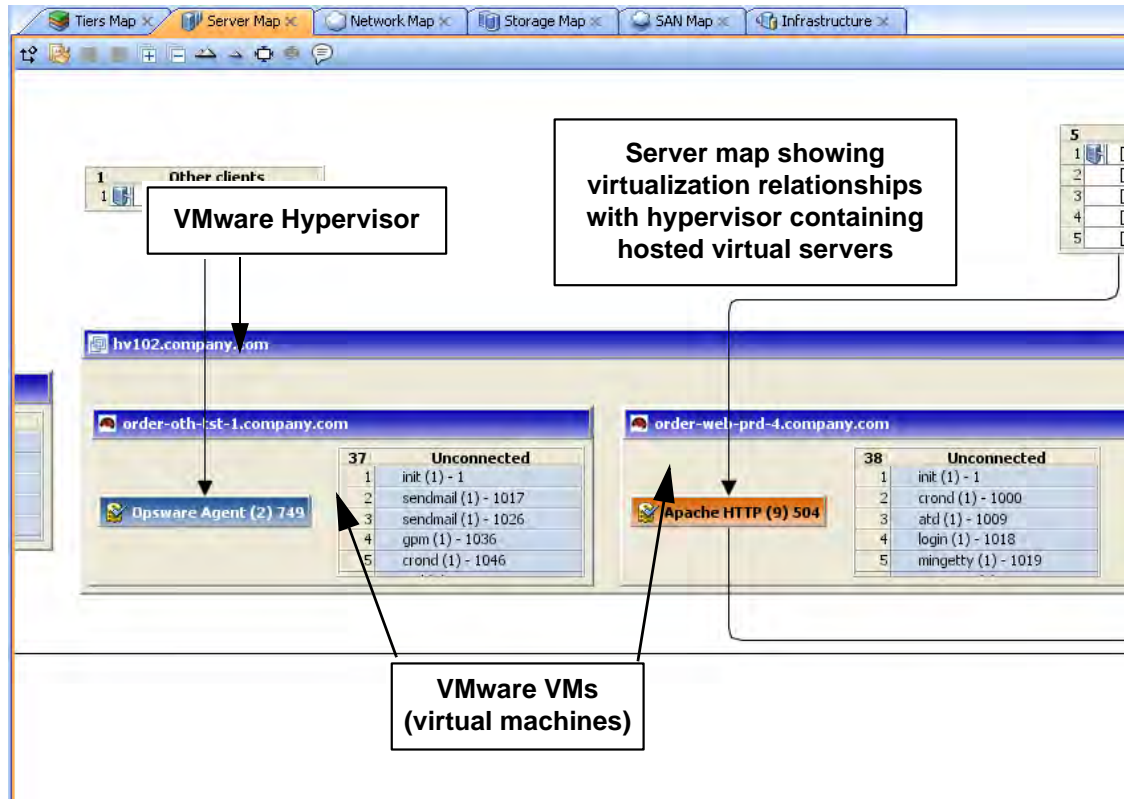 Tiers Map
Server Map
Network Map
Storage Map
SAN Map
Infrastructure
1 Other clients
1
VMware Hypervisor
Server map showing
virtualization relationships
with hypervisor containing
hosted virtual servers
5
1
2
3
4
5
hv102.company.com
order-oth-tst-1.company.com
37 Unconnected
1 init (1) - 1
2 sendmail (1) - 1017
3 sendmail (1) - 1026
4 gpm (1) - 1036
5 crond (1) - 1046
Opsware Agent (2) 749
order-web-prd-4.company.com
38 Unconnected
1 init (1) - 1
2 crond (1) - 1000
3 atd (1) - 1009
4 login (1) - 1018
5 mingetty (1) - 1019
Apache HTTP (9) 504
VMware VMs
(virtual machines)